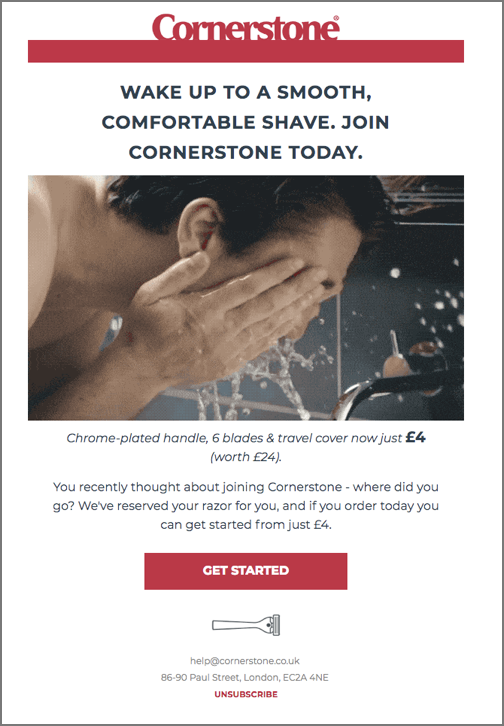 Cornerstone®
WAKE UP TO A SMOOTH,
COMFORTABLE SHAVE. JOIN
CORNERSTONE TODAY.
Chrome-plated handle, 6 blades & travel cover now just £4
(worth £24).
You recently thought about joining Cornerstone - where did you
go? We've reserved your razor for you, and if you order today you
can get started from just £4.
GET STARTED
help@cornerstone.co.uk
86-90 Paul Street, London, EC2A 4NE
UNSUBSCRIBE